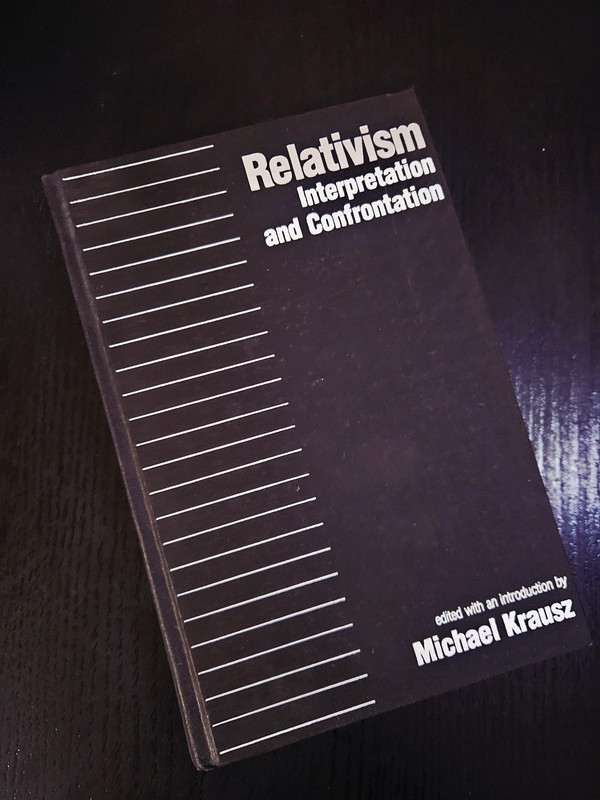 Relativism
Interpretation
and Confrontation
edited with an introduction by
Michael Krausz